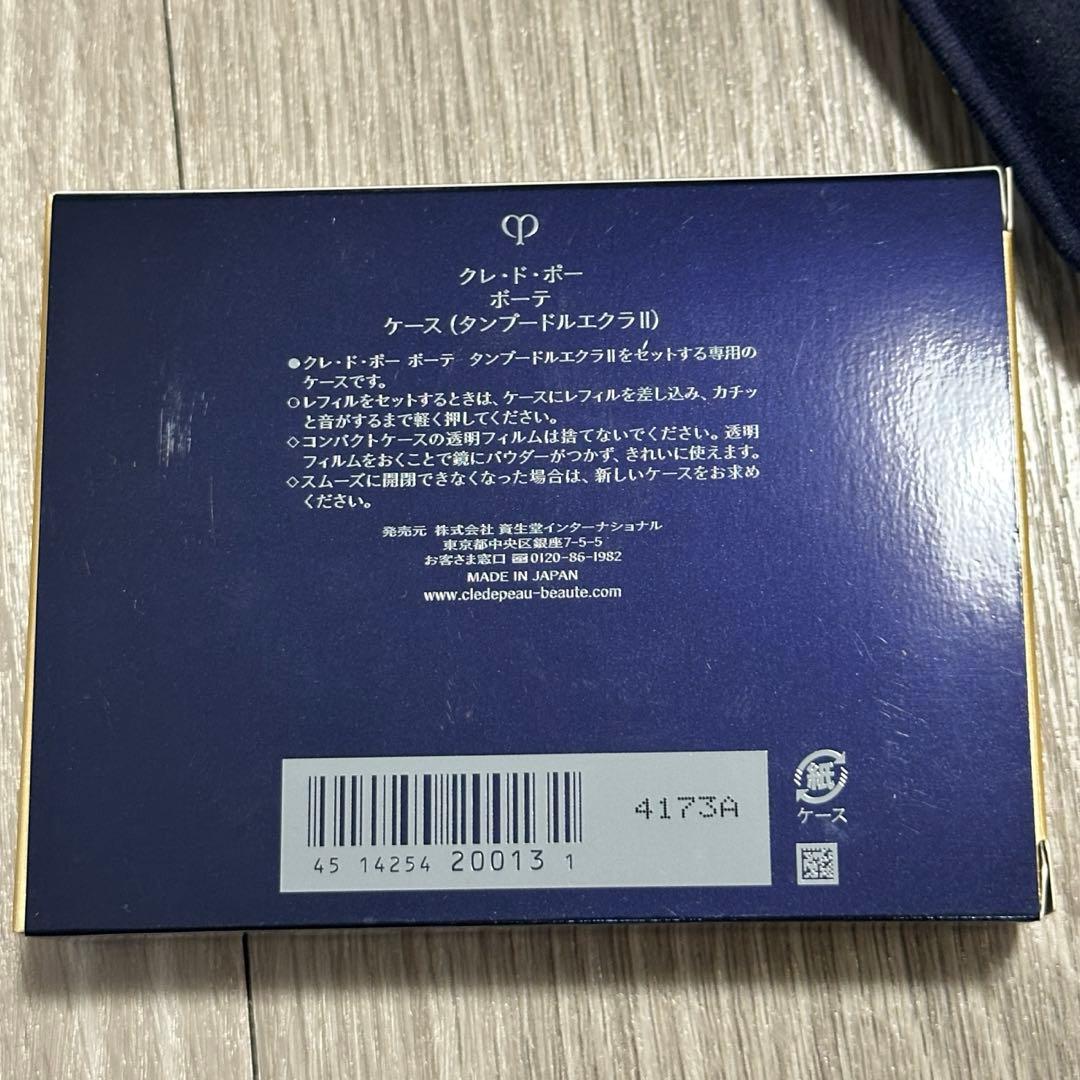 クレ・ド・ポー
ボーテ
ケース(タンプードルエクラⅡ)
●クレ・ド・ポー ボーテ タンプードルエクラⅡをセットする専用の
ケースです。
○レフィルをセットするときは、ケースにレフィルを差し込み、カチッ
と音がするまで軽く押してください。
◇コンパクトケースの透明フィルムは捨てないでください。透明
フィルムをおくことで鏡にパウダーがつかず、きれいに使えます。
◇スムーズに開閉できなくなった場合は、新しいケースをお求め
ください。
発売元 株式会社 資生堂インターナショナル
東京都中央区銀座7-5-5
お客さま窓口 0120-86-1982
MADE IN JAPAN
www.cledepeau-beaute.com
4173A
45 14254 20013 1
紙
ケース